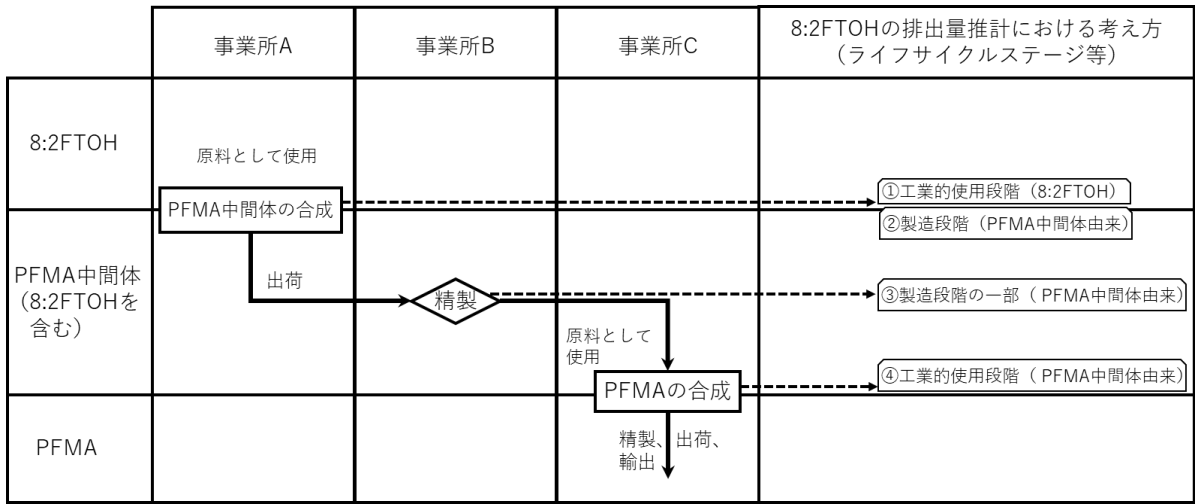 事業所A
事業所B
事業所C
8:2FTOHの排出量推計における考え方
（ライフサイクルステージ等）
8:2FTOH
原料として使用
PFMA中間体の合成
①工業的使用段階（8:2FTOH）
②製造段階（PFMA中間体由来）
PFMA中間体
（8:2FTOHを
含む）
出荷
精製
③製造段階の一部（ PFMA中間体由来）
原料として
使用
PFMAの合成
④工業的使用段階（ PFMA中間体由来）
PFMA
精製、出荷、
輸出